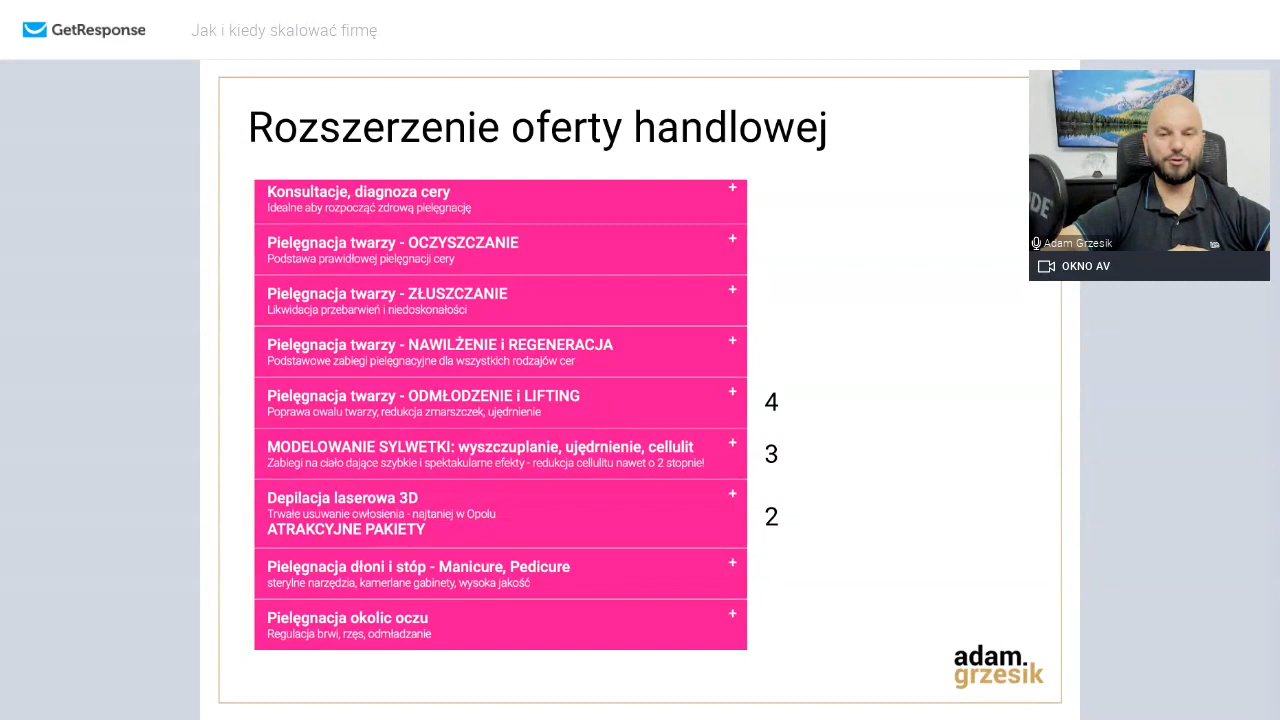 GetResponse
Jak i kiedy skalować firmę
Rozszerzenie oferty handlowej
Konsultacje, diagnoza cery +
Idealne aby rozpocząć zdrową pielęgnację
Pielęgnacja twarzy - OCZYSZCZANIE +
Podstawa prawidłowej pielęgnacji cery
Pielęgnacja twarzy - ZŁUSZCZANIE +
Likwidacja przebarwień i niedoskonałości
Pielęgnacja twarzy - NAWILŻENIE i REGENERACJA +
Podstawowe zabiegi pielęgnacyjne dla wszystkich rodzajów cer
Pielęgnacja twarzy - ODMŁODZENIE i LIFTING +
Poprawa owalu twarzy, redukcja zmarszczek, ujędrnienie
4
MODELOWANIE SYLWETKI: wyszczuplanie, ujędrnienie, cellulit +
Zabiegi na ciało dające szybkie i spektakularne efekty - redukcja cellulitu nawet o 2 stopnie!
3
Depilacja laserowa 3D +
Trwałe usuwanie owłosienia - najtaniej w Opolu
ATRAKCYJNE PAKIETY
2
Pielęgnacja dłoni i stóp - Manicure, Pedicure +
sterylne narzędzia, kamerlane gabinety, wysoka jakość
Pielęgnacja okolic oczu +
Regulacja brwi, rzęs, odmładzanie
Adam Grzesik
OKNO AV
adam.
grzesik